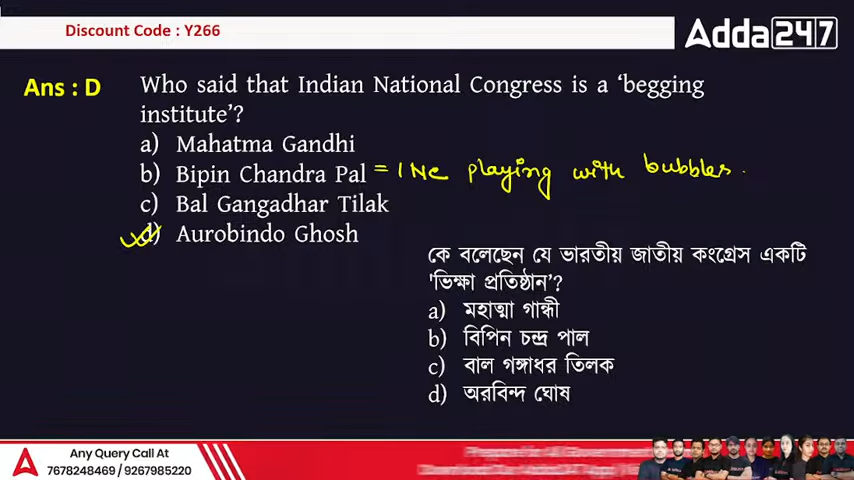 Discount Code : Y266
Adda247
Ans : D
Who said that Indian National Congress is a ‘begging
institute’?
a) Mahatma Gandhi
b) Bipin Chandra Pal = INC playing with bubbles.
c) Bal Gangadhar Tilak
d) Aurobindo Ghosh
কে বলেছেন যে ভারতীয় জাতীয় কংগ্রেস একটি
'ভিক্ষা প্রতিষ্ঠান’?
a) মহাত্মা গান্ধী
b) বিপিন চন্দ্র পাল
c) বাল গঙ্গাধর তিলক
d) অরবিন্দ ঘোষ
Any Query Call At
7678248469 / 9267985220